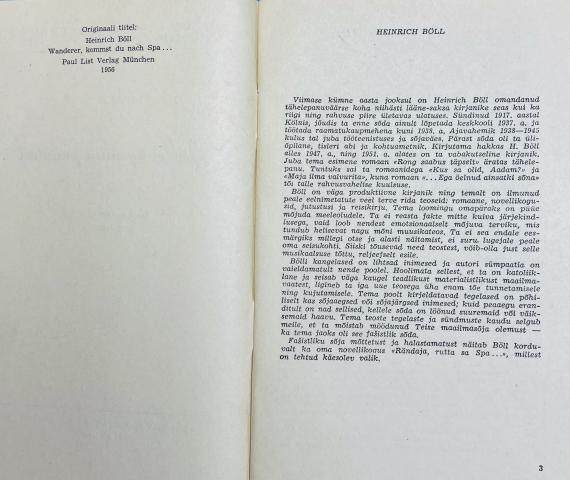 Originaali tiitel:
Heinrich Böll
Wanderer, kommst du nach Spa...
Paul List Verlag München
1956
HEINRICH BÖLL
Viimase kümne aasta jooksul on Heinrich Böll omandanud
tähelepanuväärse koha niihästi lääne-saksa kirjanike seas kui ka
riigi ning rahvuse piire ületavas ulatuses. Sündinud 1917. aastal
Kölnis, jõudis ta enne sõda ainult lõpetada keskkooli 1937. a. ja
töötada raamatukaupmehena kuni 1938. a. Ajavahemik 1938—1945
kulus tal juba tööteenistuses ja sõjaväes. Pärast sõda oli ta üli-
õpilane, tisleri abi ja kohtuametnik. Kirjutama hakkas H. Böll
alles 1947. a., ning 1951. a. alates on ta vabakutseline kirjanik.
Juba tema esimene romaan «Rong saabus täpselt» äratas tähele-
panu. Tuntuks sai ta romaanidega «Kus sa olid, Aadam?» ja
«Maja ilma valvurita», kuna romaan «...Ega öelnud ainsatki sõna»
tõi talle rahvusvahelise kuulsuse.
Böll on väga produktiivne kirjanik ning temalt on ilmunud
peale eelnimetatute veel terve rida teoseid: romaane, novellikogu-
sid, jutustusi ja reisikirju. Tema loomingu omapäraks on püüe
mõjuda meeleoludele. Ta ei reasta fakte mitte kuiva järjekind-
lusega, vaid loob nendest emotsionaalselt mõjuva terviku, mis
tundub helisevat nagu mõni muusikateos. Ta ei sea endale ees-
märgiks millegi otse ja alasti näitamist, ei suru lugejale peale
oma seisukohti. Siiski tõusevad need teostest, võib-olla just selle
muusikaalsuse tõttu, reljeefselt esile.
Bölli kangelased on lihtsad inimesed ja autori sümpaatia on
vaieldamatult nende poolel. Hoolimata sellest, et ta on katoliik-
lane ja seisab väga kaugel teadlikust materialistlikust maailma-
vaatest, ligineb ta iga uue teosega üha enam tõe tunnetamisele
ning kujutamisele. Tema poolt kirjeldatavad tegelased on põhi-
liselt kas sõjaaegsed või sõjajärgsed inimesed; kuid peaaegu eran-
ditult on nad sellised, kellele sõda on löönud suuremaid või väik-
semaid haavu. Tema teoste tegelaste ja sündmuste kaudu selgub
meile, et ta mõistab möödunud Teise maailmasõja olemust —
ka tema jaoks oli see fašistlik sõda.
Fašistliku sõja mõttetust ja halastamatust näitab Böll kordu-
valt ka oma novellikogus «Rändaja, rutta sa Spa...», millest
on tehtud käesolev valik.
3